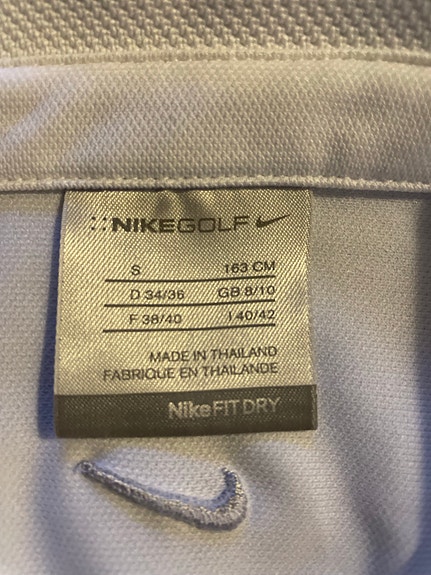 NIKEGOLF
S 163 CM
D 34/36 GB 8/10
F 38/40 I 40/42
MADE IN THAILAND
FABRIQUE EN THAILANDE
NikeFIT DRY